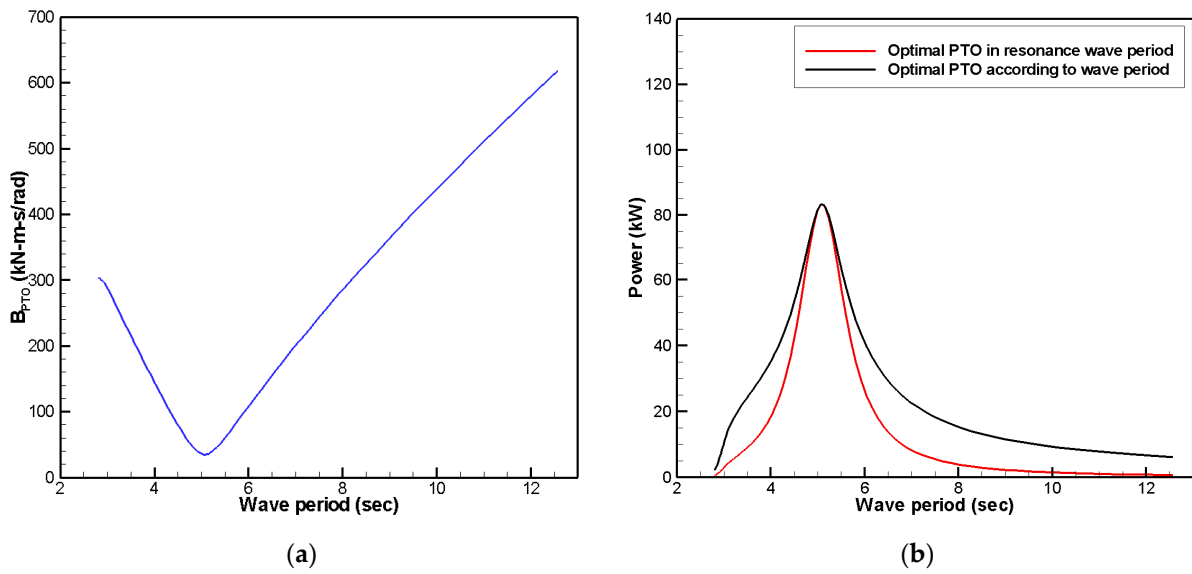 700
600
500
400
300
200
100
0
B_PTO (kN-m-s/rad)
2 4 6 8 10 12
Wave period (sec)
(a)
140
120
100
80
60
40
20
0
Power (kW)
Optimal PTO in resonance wave period
Optimal PTO according to wave period
2 4 6 8 10 12
Wave period (sec)
(b)